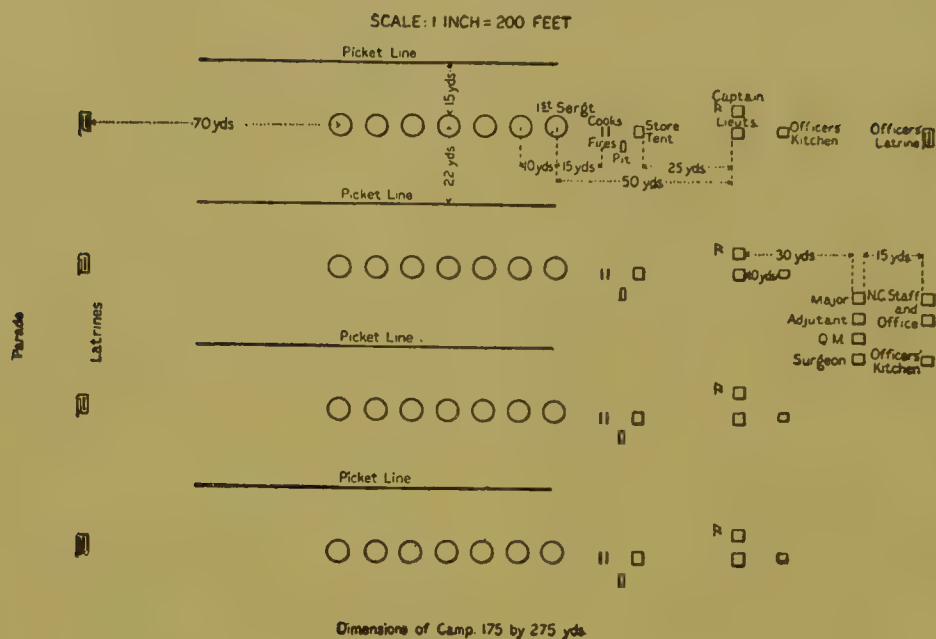 SCALE: 1 INCH = 200 FEET
Picket Line
15 yds
70 yds
1st Sergt
Cooks
Fires
Pit
Store
Tent
Captain
Lieuts.
Officers'
Kitchen
Officers'
Latrine
22 yds
10 yds
15 yds
25 yds
50 yds
Picket Line
30 yds
15 yds
10 yds
Major
N.C. Staff
and
Office
Adjutant
Q M.
Surgeon
Officers'
Kitchen
Parade
Latrines
Picket Line
Picket Line
Dimensions of Camp. 175 by 275 yds